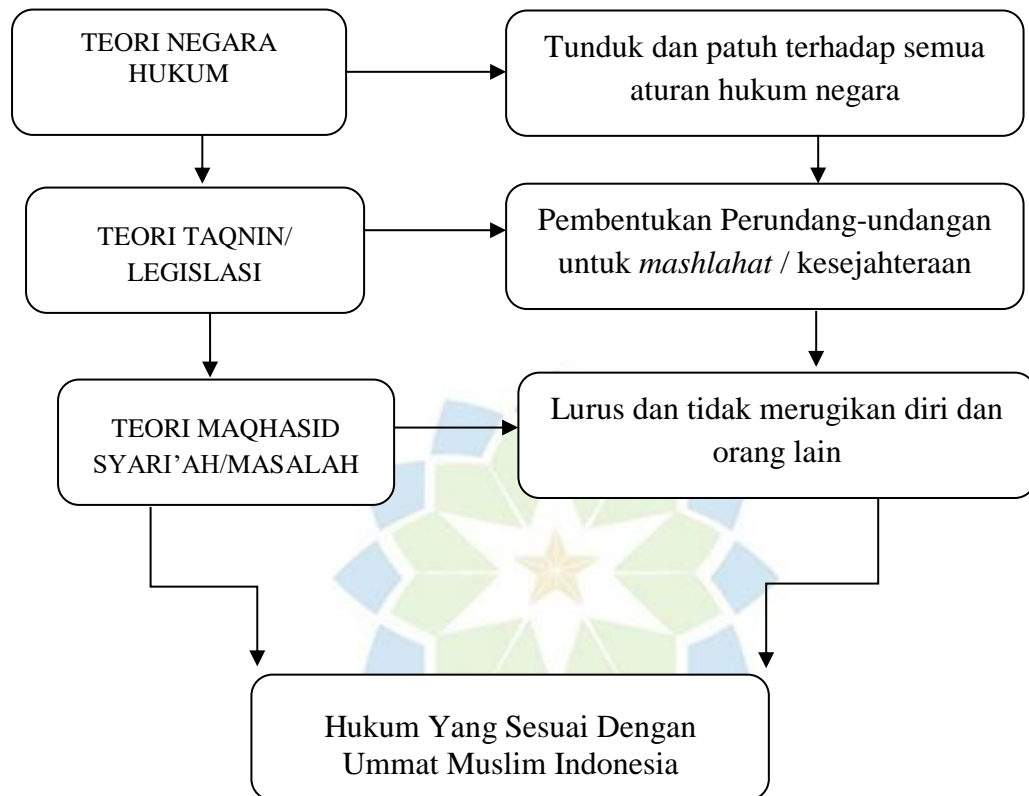 TEORI NEGARA
HUKUM
Tunduk dan patuh terhadap semua
aturan hukum negara
TEORI TAQNIN/
LEGISLASI
Pembentukan Perundang-undangan
untuk mashlahat / kesejahteraan
TEORI MAQHASID
SYARI’AH/MASALAH
Lurus dan tidak merugikan diri dan
orang lain
Hukum Yang Sesuai Dengan
Ummat Muslim Indonesia